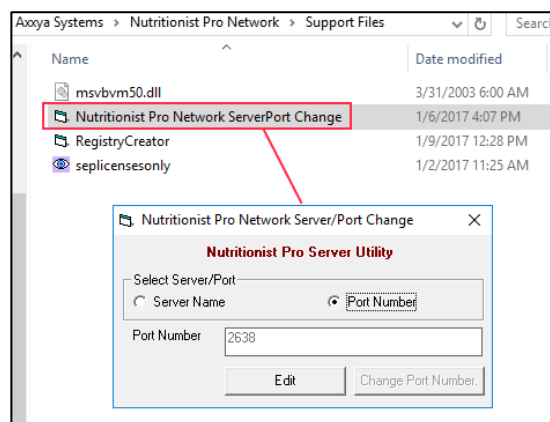 Axxya Systems > Nutritionist Pro Network > Support Files Search
Name Date modified
msvbvm50.dll 3/31/2003 6:00 AM
Nutritionist Pro Network ServerPort Change 1/6/2017 4:07 PM
RegistryCreator 1/9/2017 12:28 PM
seplicensesonly 1/2/2017 11:25 AM
Nutritionist Pro Network Server/Port Change
Nutritionist Pro Server Utility
Select Server/Port
Server Name Port Number
Port Number 2638
Edit Change Port Number.